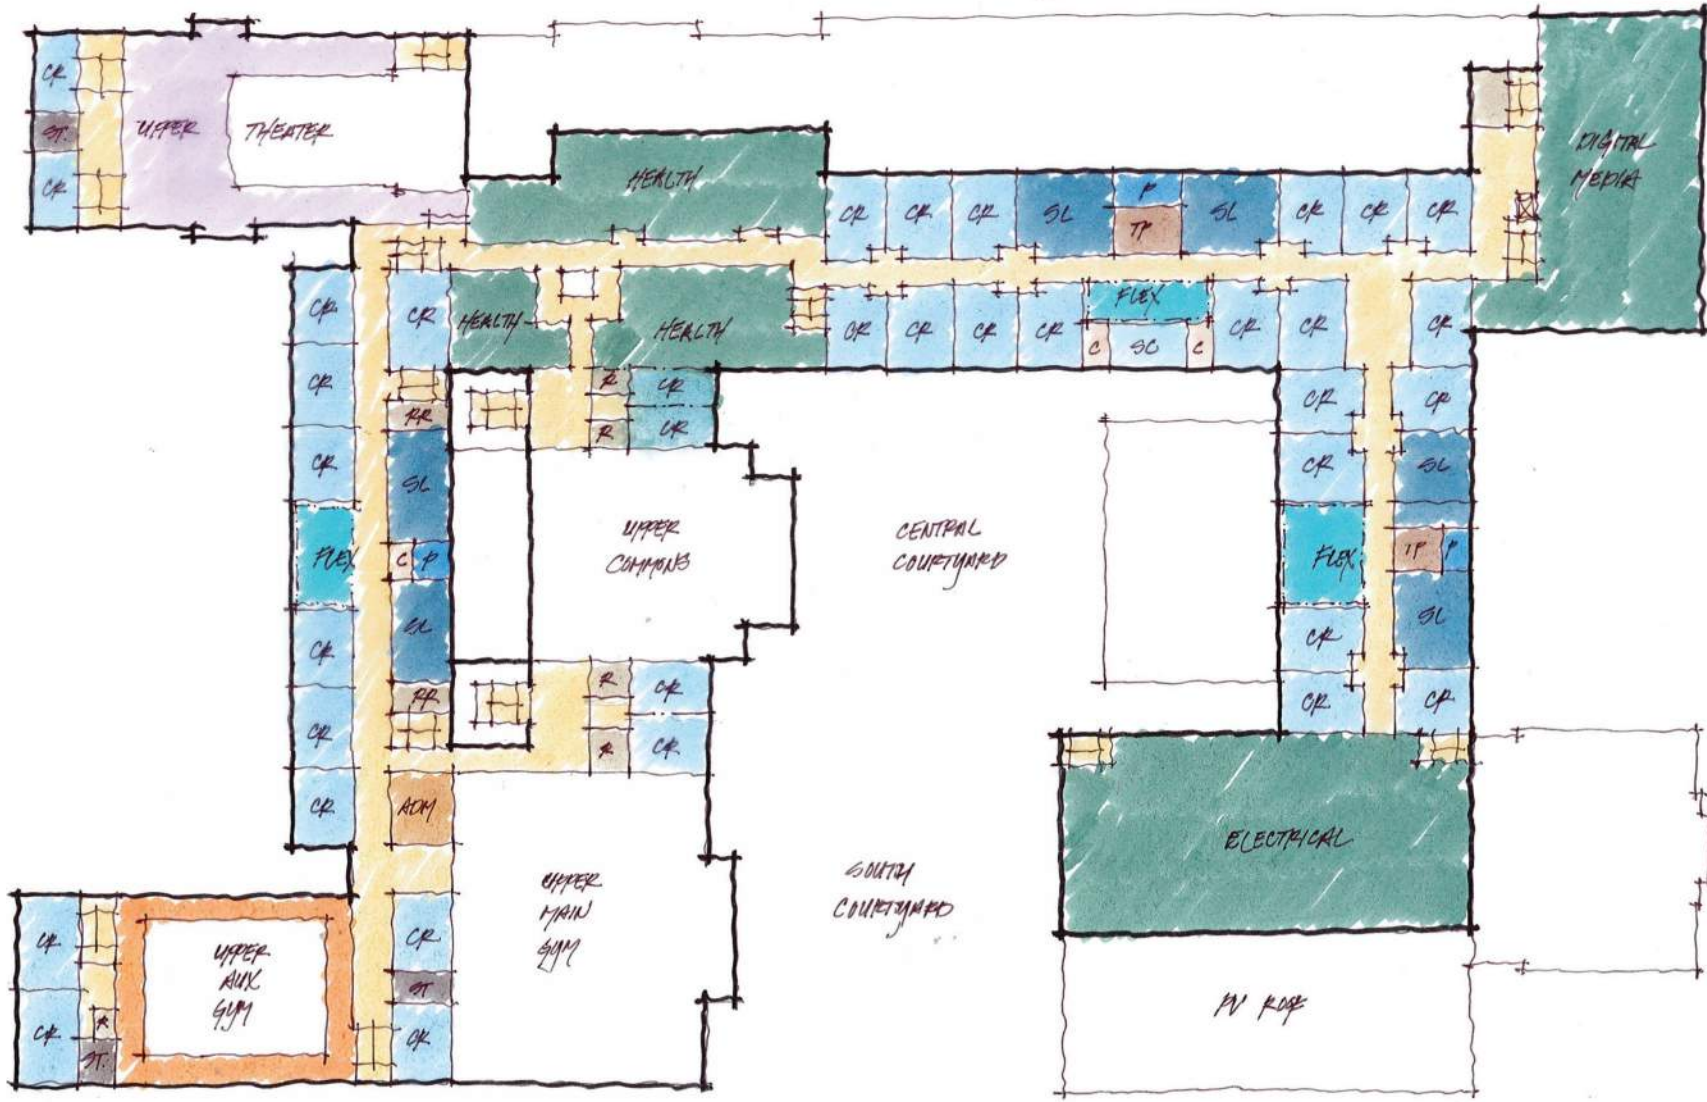 CR
ST.
CR
UPPER THEATER
HEALTH
CR
CR
CR
SL
P
TP
SL
CR
CR
CR
DIGITAL
MEDIA
CR
CR
CR
FLEX
CR
CR
CR
CR
HEALTH
HEALTH
CR
CR
CR
CR
FLEX
C
SC
C
CR
CR
CR
RR
SL
C
P
SL
RR
ADM
R
CR
R
CR
UPPER
COMMONS
R
CR
R
CR
CENTRAL
COURTYARD
CR
CR
FLEX
CR
CR
CR
SL
TP
P
SL
CR
ELECTRICAL
PV ROOF
SOUTH
COURTYARD
UPPER
MAIN
GYM
CR
ST
CR
UPPER
AUX
GYM
CR
CR
R
ST.